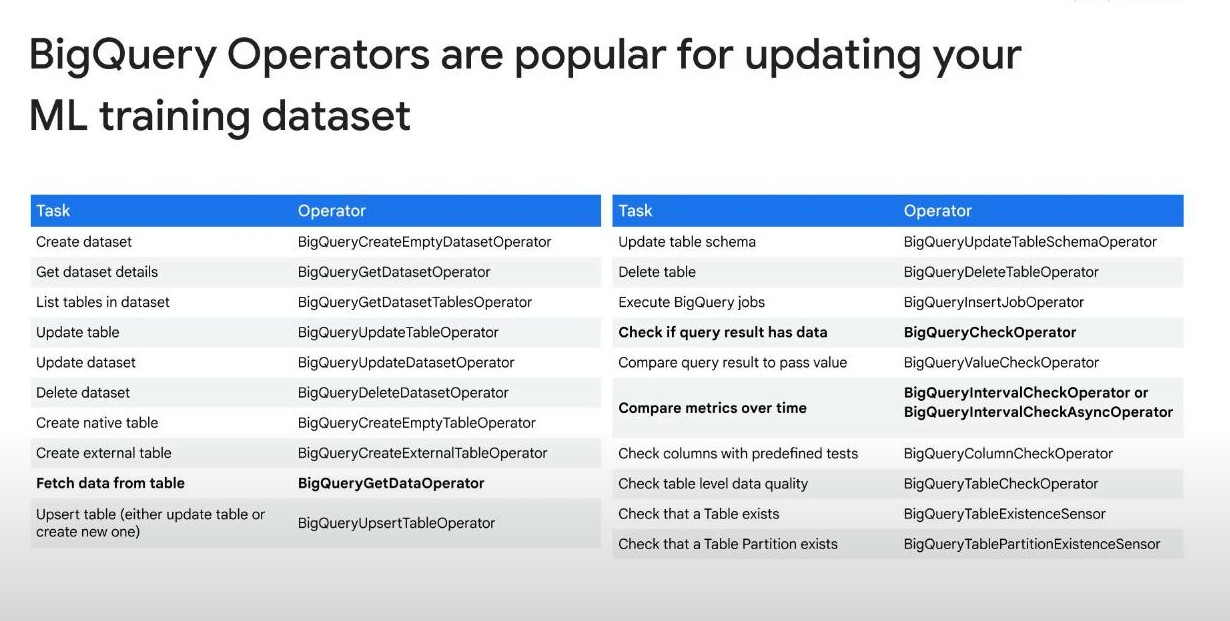 BigQuery Operators are popular for updating your
ML training dataset
Task Operator
Create dataset BigQueryCreateEmptyDatasetOperator
Get dataset details BigQueryGetDatasetOperator
List tables in dataset BigQueryGetDatasetTablesOperator
Update table BigQueryUpdateTableOperator
Update dataset BigQueryUpdateDatasetOperator
Delete dataset BigQueryDeleteDatasetOperator
Create native table BigQueryCreateEmptyTableOperator
Create external table BigQueryCreateExternalTableOperator
Fetch data from table BigQueryGetDataOperator
Upsert table (either update table or
create new one) BigQueryUpsertTableOperator
Task Operator
Update table schema BigQueryUpdateTableSchemaOperator
Delete table BigQueryDeleteTableOperator
Execute BigQuery jobs BigQueryInsertJobOperator
Check if query result has data BigQueryCheckOperator
Compare query result to pass value BigQueryValueCheckOperator
Compare metrics over time BigQueryIntervalCheckOperator or
BigQueryIntervalCheckAsyncOperator
Check columns with predefined tests BigQueryColumnCheckOperator
Check table level data quality BigQueryTableCheckOperator
Check that a Table exists BigQueryTableExistenceSensor
Check that a Table Partition exists BigQueryTablePartitionExistenceSensor